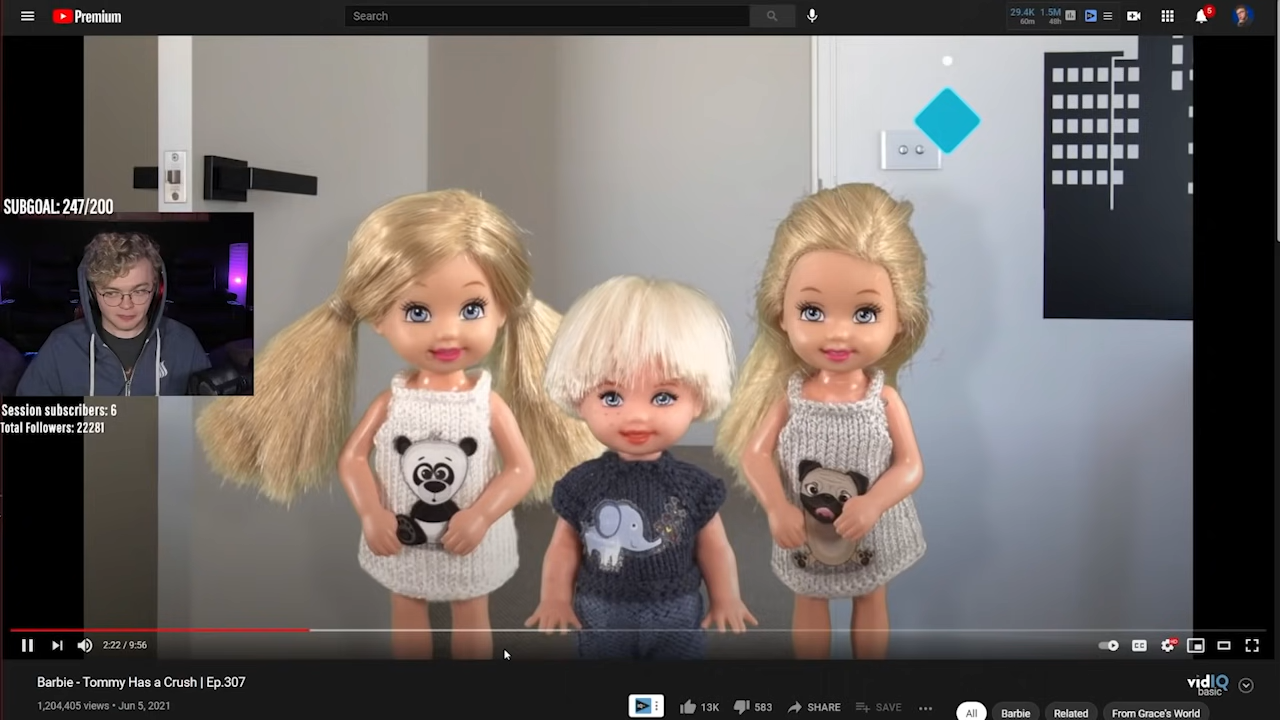 Premium
Search
29.4K 1.5M
60m 48h
5
SUBGOAL: 247/200
Session subscribers: 6
Total Followers: 22281
2:22 / 9:56
CC
HD
Barbie - Tommy Has a Crush | Ep.307
1,204,405 views • Jun 5, 2021
13K
583
SHARE
SAVE
vidIQ
basic
All
Barbie
Related
From Grace's World